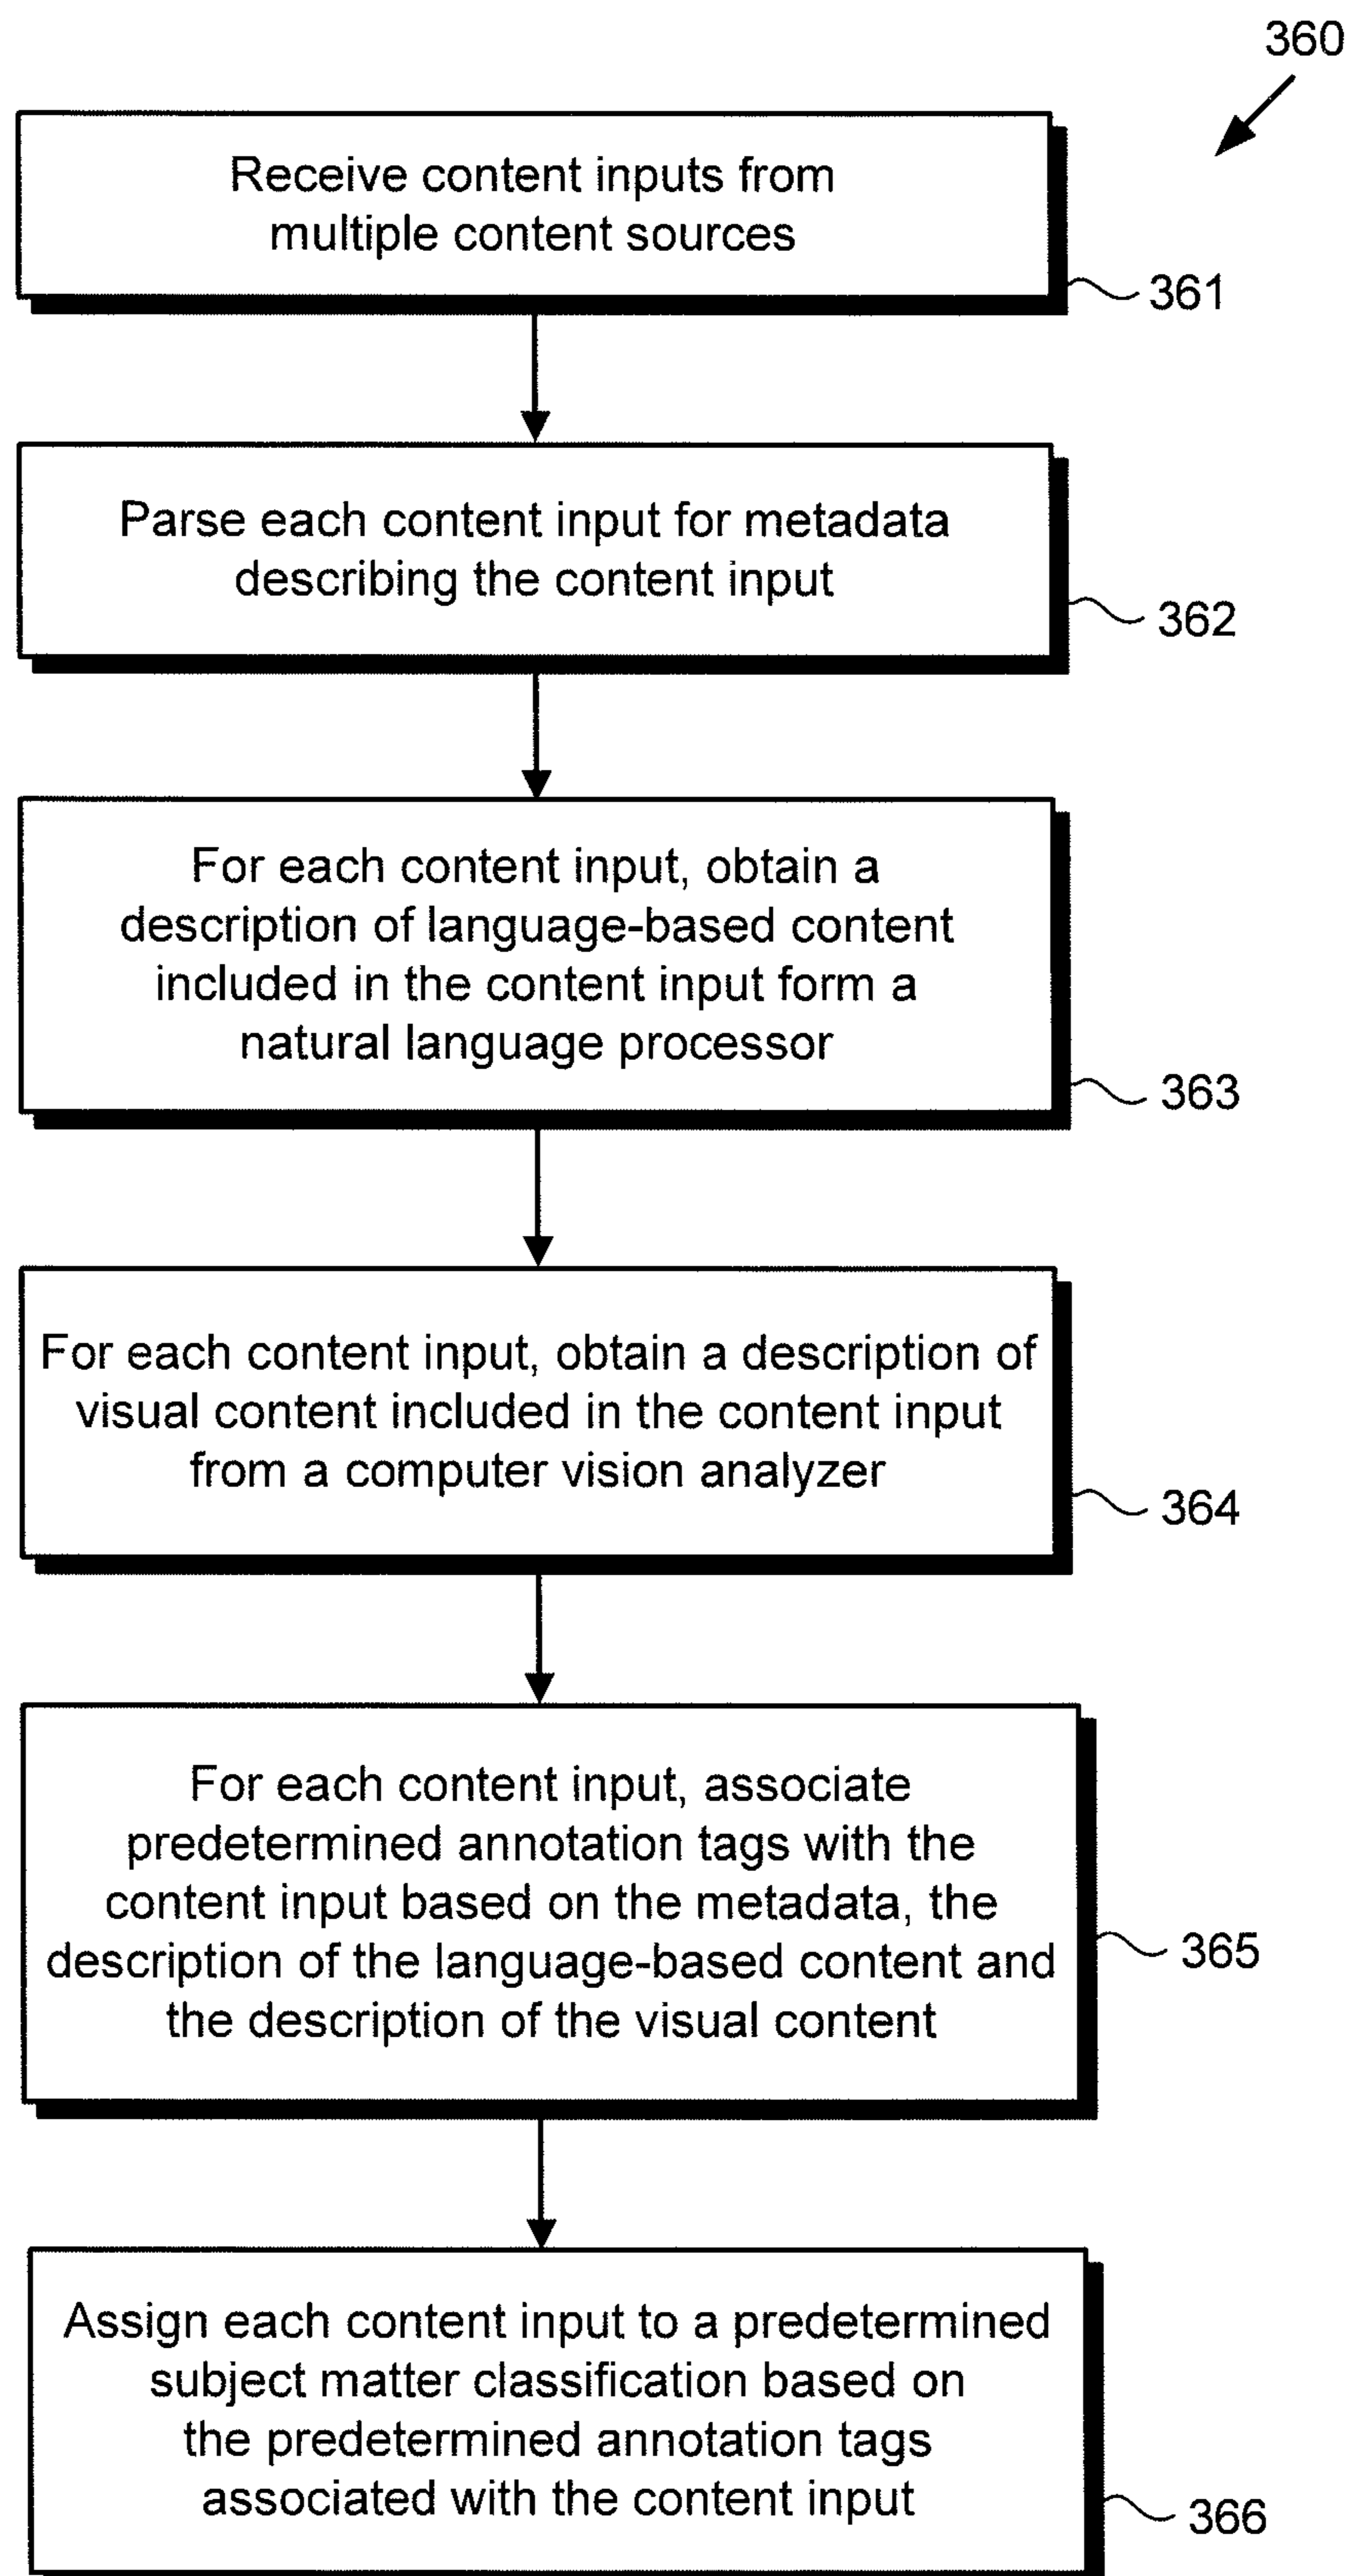 360
Receive content inputs from
multiple content sources
361
Parse each content input for metadata
describing the content input
362
For each content input, obtain a
description of language-based content
included in the content input form a
natural language processor
363
For each content input, obtain a description of
visual content included in the content input
from a computer vision analyzer
364
For each content input, associate
predetermined annotation tags with the
content input based on the metadata, the
description of the language-based content and
the description of the visual content
365
Assign each content input to a predetermined
subject matter classification based on
the predetermined annotation tags
associated with the content input
366